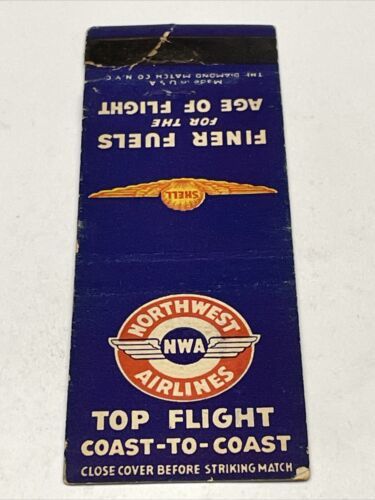 Made in U S A
THE DIAMOND MATCH CO. N.Y.C.
AGE OF FLIGHT
FOR THE
FINER FUELS
SHELL
NORTHWEST
NWA
AIRLINES
TOP FLIGHT
COAST-TO-COAST
CLOSE COVER BEFORE STRIKING MATCH